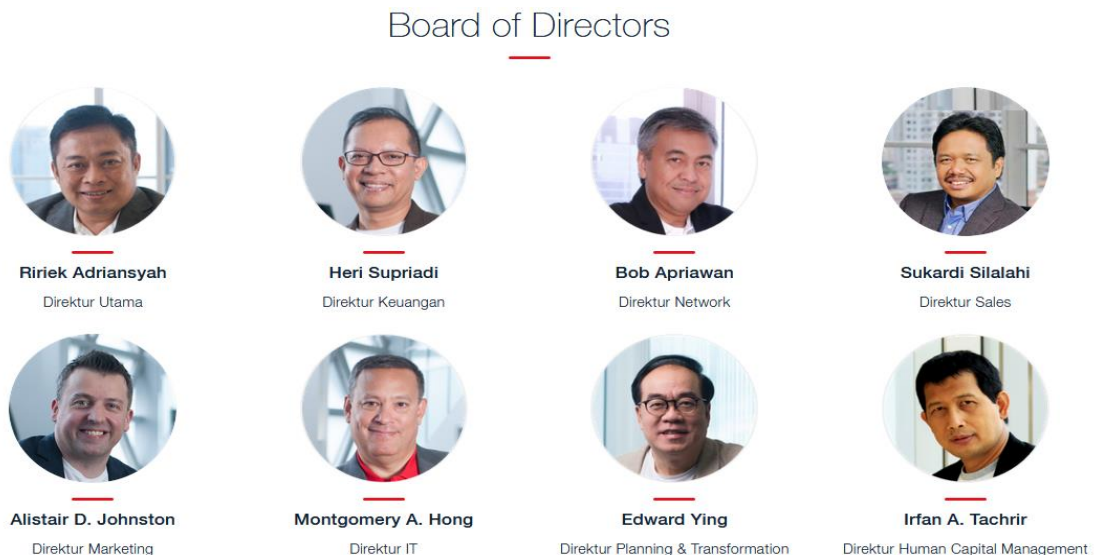 Board of Directors
Ririek Adriansyah
Direktur Utama
Heri Supriadi
Direktur Keuangan
Bob Apriawan
Direktur Network
Sukardi Silalahi
Direktur Sales
Alistair D. Johnston
Direktur Marketing
Montgomery A. Hong
Direktur IT
Edward Ying
Direktur Planning & Transformation
Irfan A. Tachrir
Direktur Human Capital Management